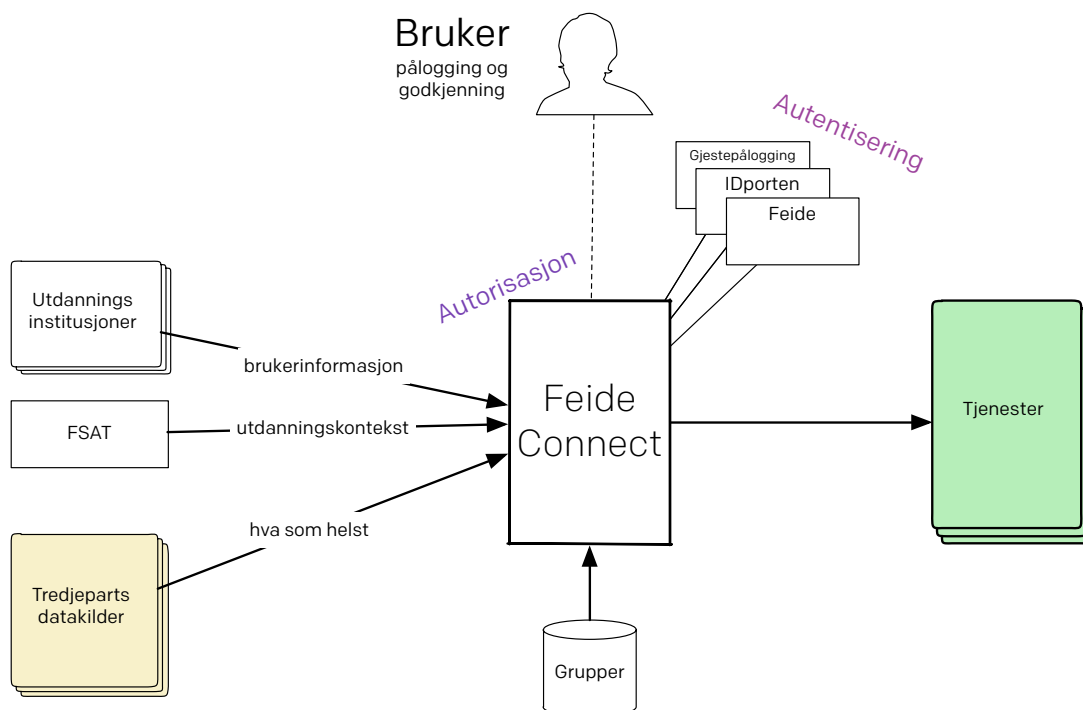 Bruker
pålogging og
godkjenning
Autentisering
Gjestepålogging
IDporten
Feide
Autorisasjon
Utdannings
institusjoner
brukerinformasjon
FSAT
utdanningskontekst
Feide
Connect
Tjenester
hva som helst
Tredjeparts
datakilder
Grupper